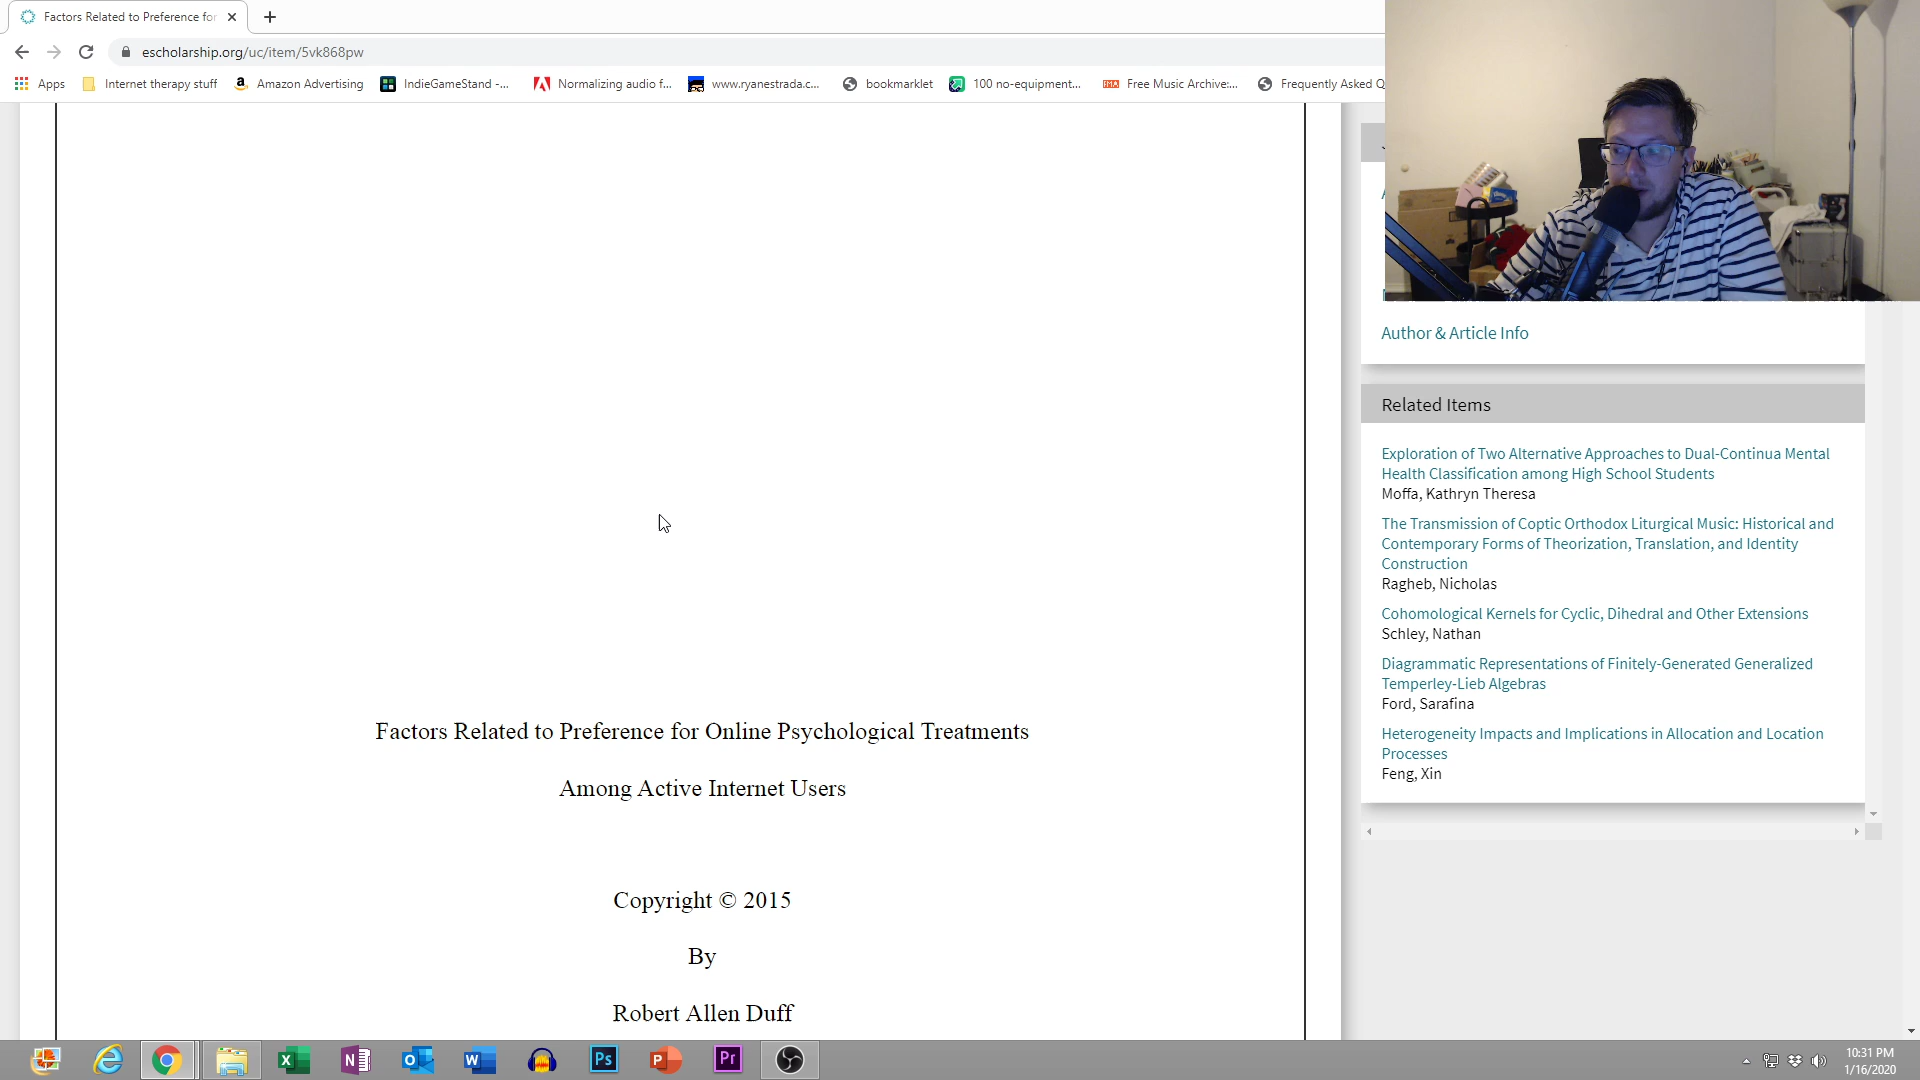 Factors Related to Preference for
escholarship.org/uc/item/5vk868pw
Apps
Internet therapy stuff
Amazon Advertising
IndieGameStand -...
Normalizing audio f...
www.ryanestrada.c...
bookmarklet
100 no-equipment...
Free Music Archive:...
Frequently Asked Q
Author & Article Info
Related Items
Exploration of Two Alternative Approaches to Dual-Continua Mental
Health Classification among High School Students
Moffa, Kathryn Theresa
The Transmission of Coptic Orthodox Liturgical Music: Historical and
Contemporary Forms of Theorization, Translation, and Identity
Construction
Ragheb, Nicholas
Cohomological Kernels for Cyclic, Dihedral and Other Extensions
Schley, Nathan
Diagrammatic Representations of Finitely-Generated Generalized
Temperley-Lieb Algebras
Ford, Sarafina
Heterogeneity Impacts and Implications in Allocation and Location
Processes
Feng, Xin
Factors Related to Preference for Online Psychological Treatments
Among Active Internet Users
Copyright © 2015
By
Robert Allen Duff
10:31 PM
1/16/2020